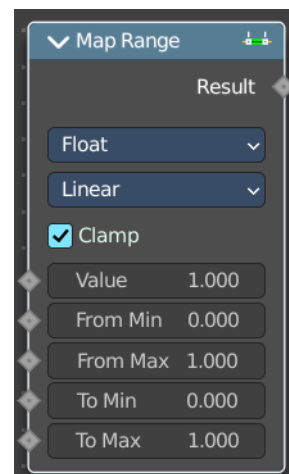 Map Range
Result
Float
Linear
Clamp
Value 1.000
From Min 0.000
From Max 1.000
To Min 0.000
To Max 1.000